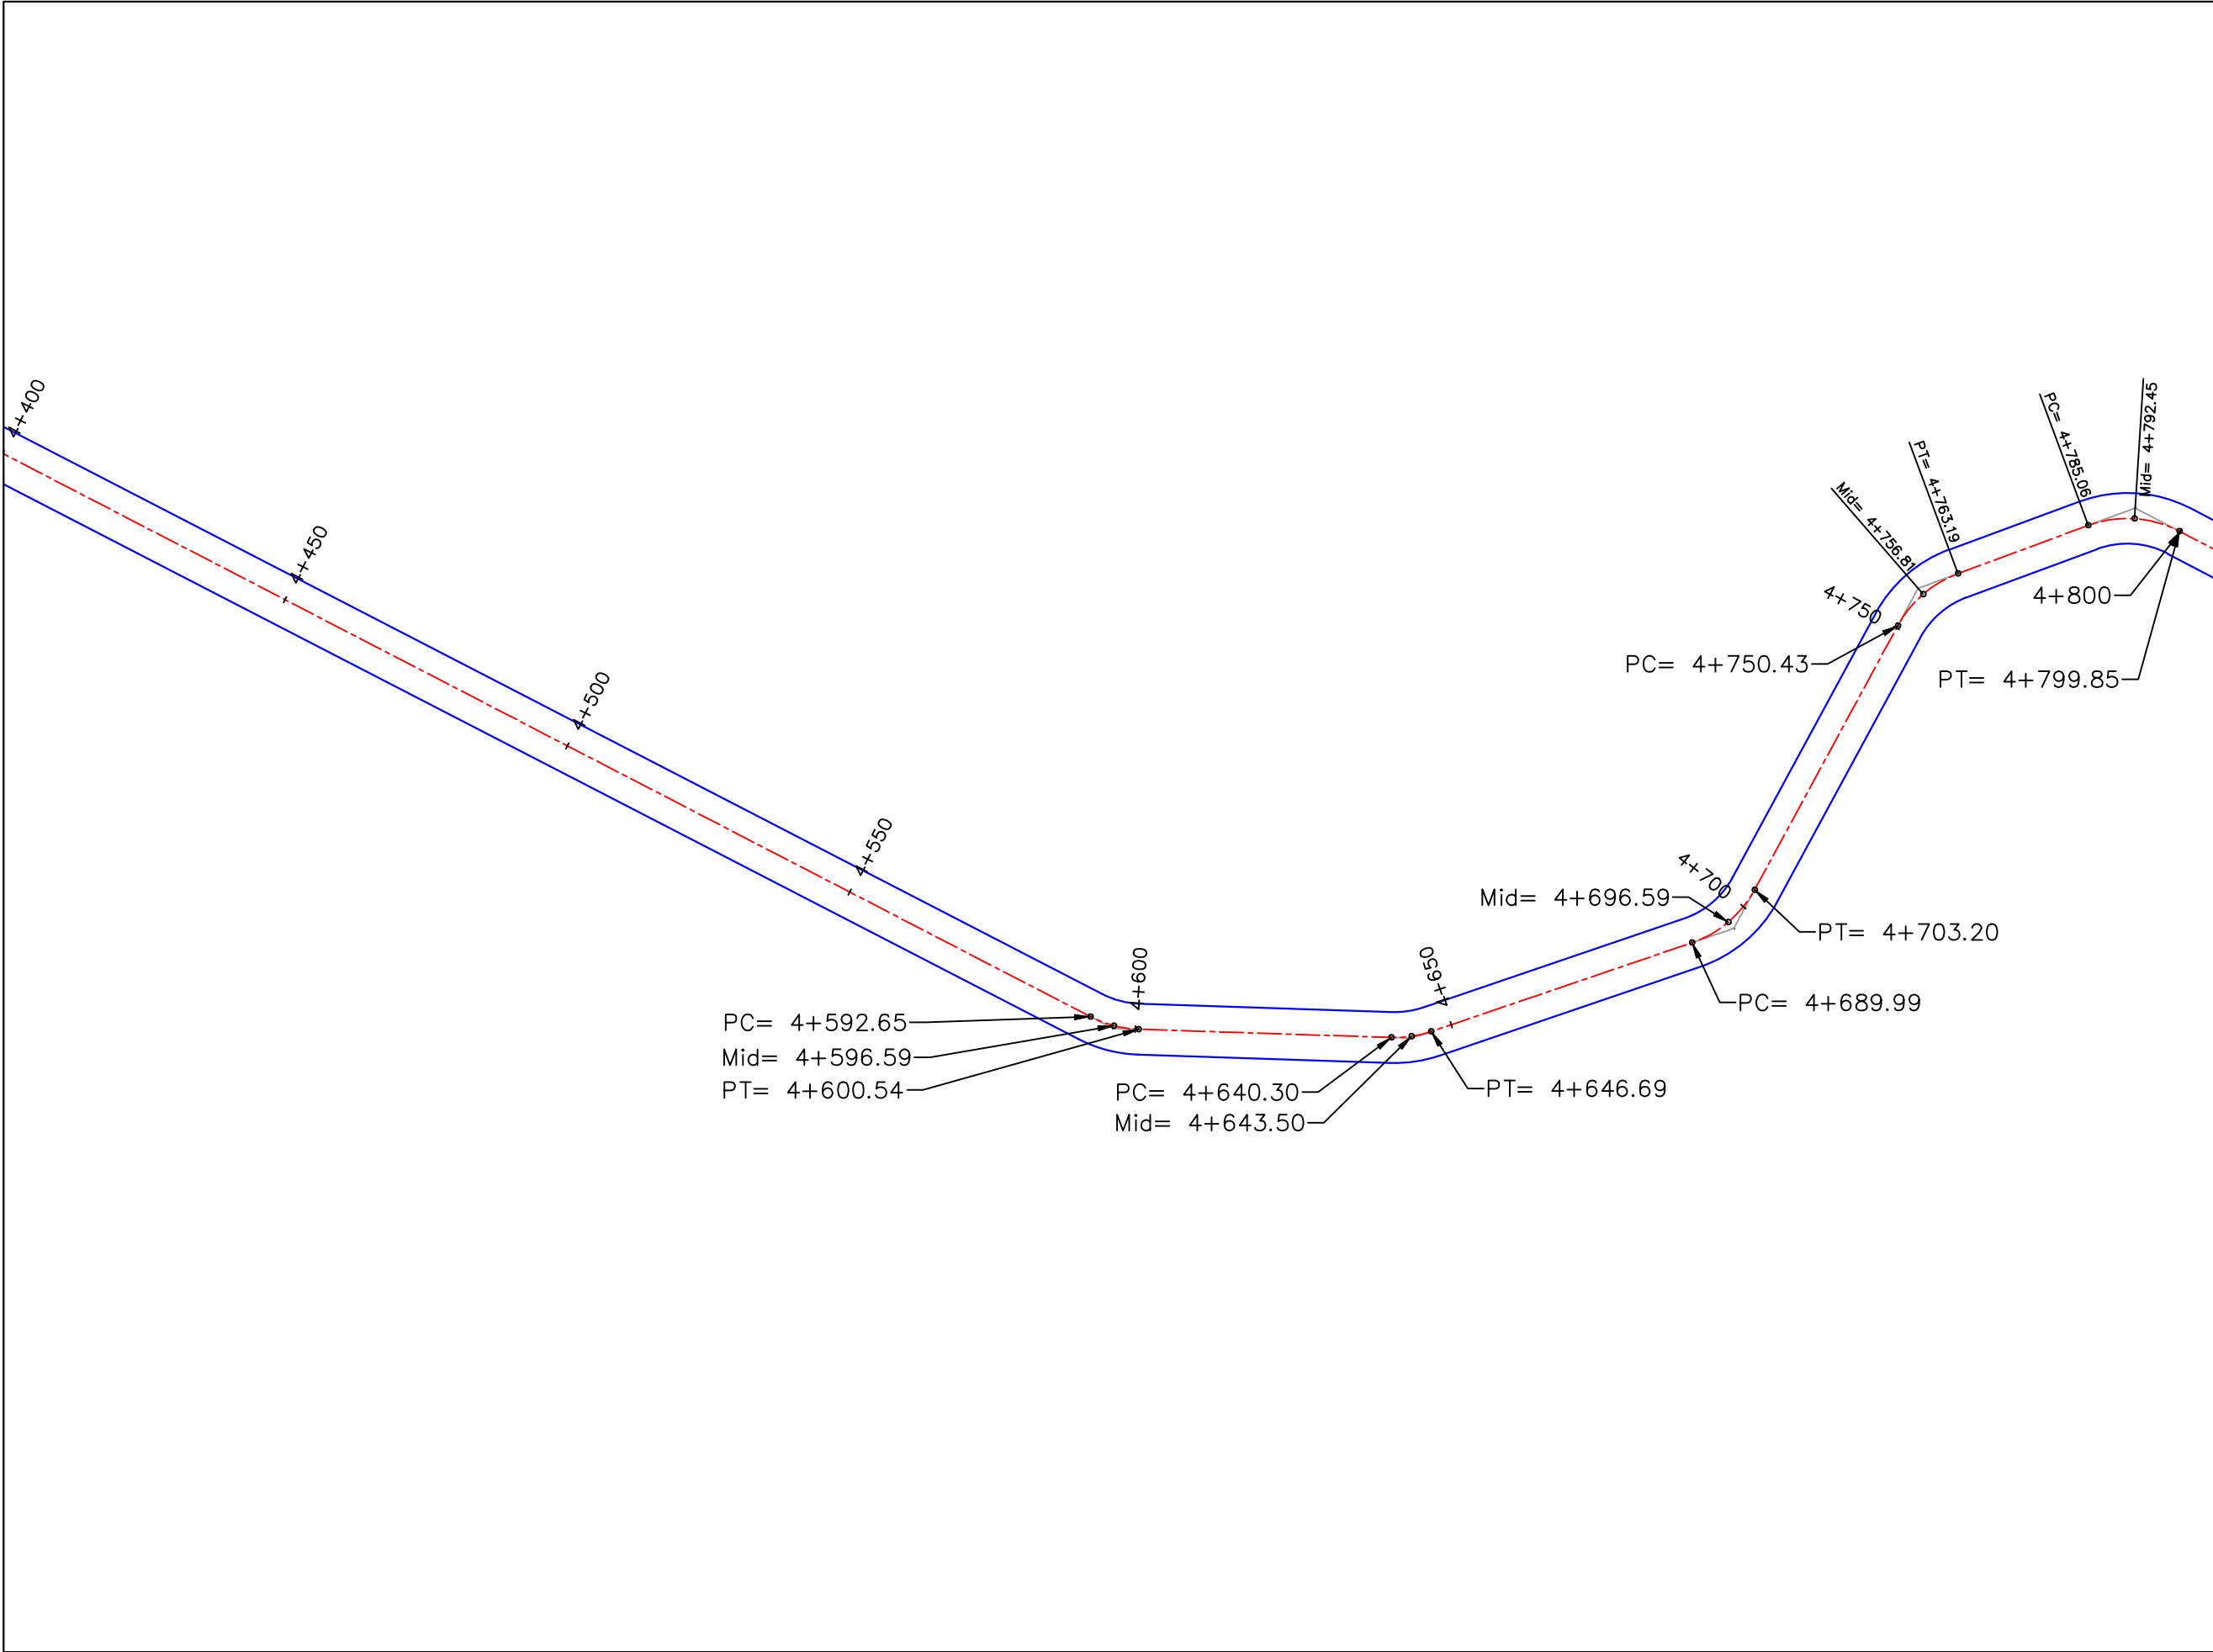 4+400
4+450
4+500
4+550
4+600
4+650
4+700
4+750
PC= 4+592.65
Mid= 4+596.59
PT= 4+600.54
PC= 4+640.30
Mid= 4+643.50
PT= 4+646.69
PC= 4+689.99
Mid= 4+696.59
PT= 4+703.20
PC= 4+750.43
Mid= 4+756.81
PT= 4+763.19
PC= 4+785.06
Mid= 4+792.45
4+800
PT= 4+799.85